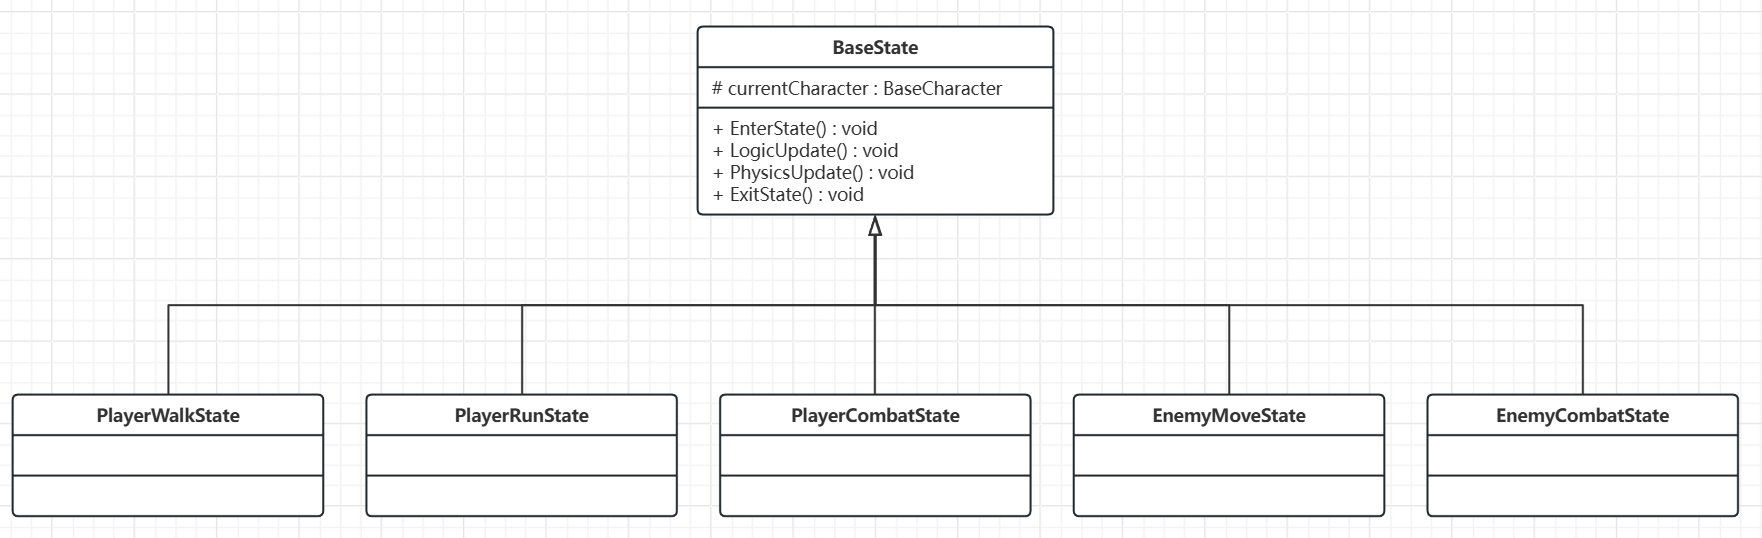 BaseState
# currentCharacter : BaseCharacter
+ EnterState() : void
+ LogicUpdate() : void
+ PhysicsUpdate() : void
+ ExitState() : void
PlayerWalkState
PlayerRunState
PlayerCombatState
EnemyMoveState
EnemyCombatState